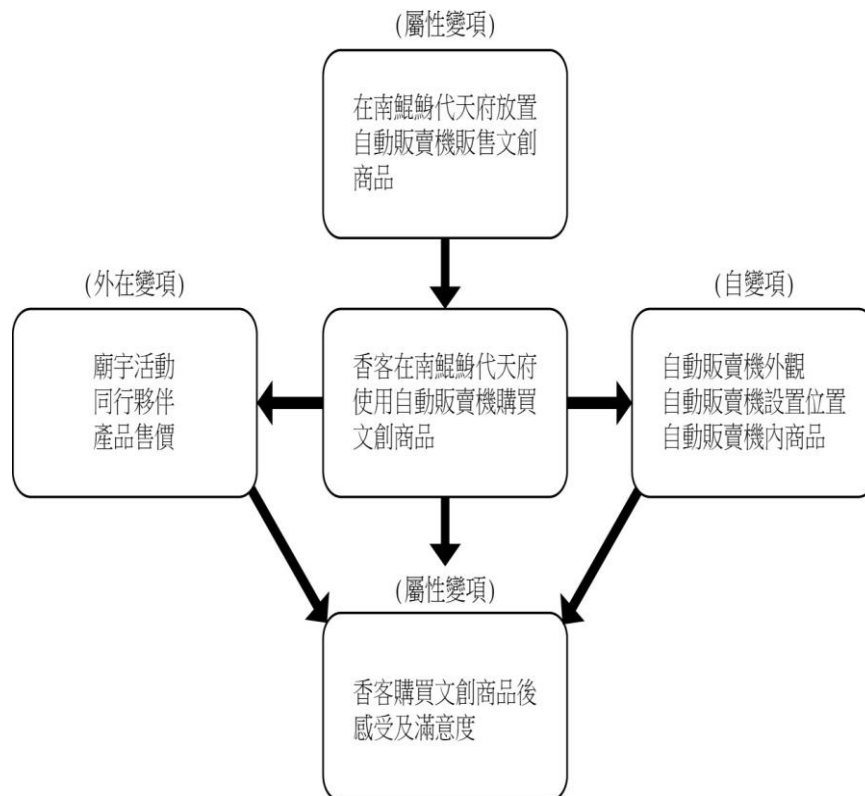 (屬性變項)
在南鯤鯓代天府放置
自動販賣機販售文創
商品
(外在變項)
廟宇活動
同行夥伴
產品售價
香客在南鯤鯓代天府
使用自動販賣機購買
文創商品
(自變項)
自動販賣機外觀
自動販賣機設置位置
自動販賣機內商品
(屬性變項)
香客購買文創商品後
感受及滿意度